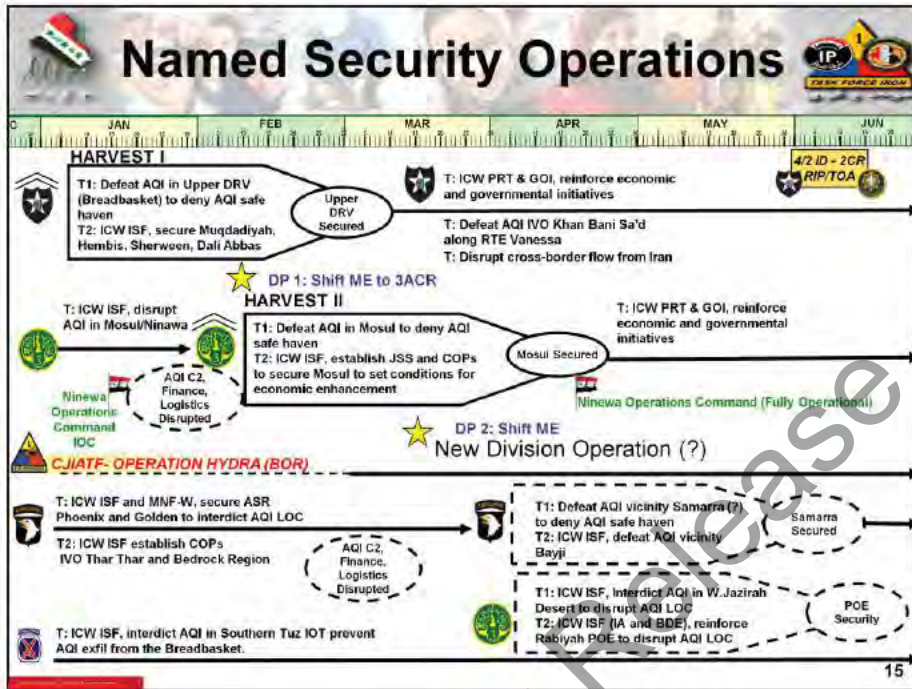 Named Security Operations
IP
1
TASK FORCE IRON
C JAN FEB MAR APR MAY JUN
HARVEST I
T1: Defeat AQI in Upper DRV
(Breadbasket) to deny AQI safe
haven
T2: ICW ISF, secure Muqdadiyah,
Hembis, Sherween, Dali Abbas
Upper
DRV
Secured
T: ICW PRT & GOI, reinforce economic
and governmental initiatives
T: Defeat AQI IVO Khan Bani Sa'd
along RTE Vanessa
T: Disrupt cross-border flow from Iran
4/2 ID - 2CR
RIP/TOA
DP 1: Shift ME to 3ACR
T: ICW ISF, disrupt
AQI in Mosul/Ninawa
HARVEST II
T1: Defeat AQI in Mosul to deny AQI
safe haven
T2: ICW ISF, establish JSS and COPs
to secure Mosul to set conditions for
economic enhancement
Mosul Secured
T: ICW PRT & GOI, reinforce
economic and governmental
initiatives
AQI C2,
Finance,
Logistics
Disrupted
Ninewa
Operations
Command
IOC
Ninewa Operations Command (Fully Operational)
DP 2: Shift ME
New Division Operation (?)
CJIATF- OPERATION HYDRA (BOR)
T: ICW ISF and MNF-W, secure ASR
Phoenix and Golden to interdict AQI LOC
T2: ICW ISF establish COPs
IVO Thar Thar and Bedrock Region
AQI C2,
Finance,
Logistics
Disrupted
T1: Defeat AQI vicinity Samarra (?)
to deny AQI safe haven
T2: ICW ISF, defeat AQI vicinity
Bayji
Samarra
Secured
T1: ICW ISF, Interdict AQI in W.Jazirah
Desert to disrupt AQI LOC
T2: ICW ISF (IA and BDE), reinforce
Rabiyah POE to disrupt AQI LOC
POE
Security
T: ICW ISF, interdict AQI in Southern Tuz IOT prevent
AQI exfil from the Breadbasket.
15
Release